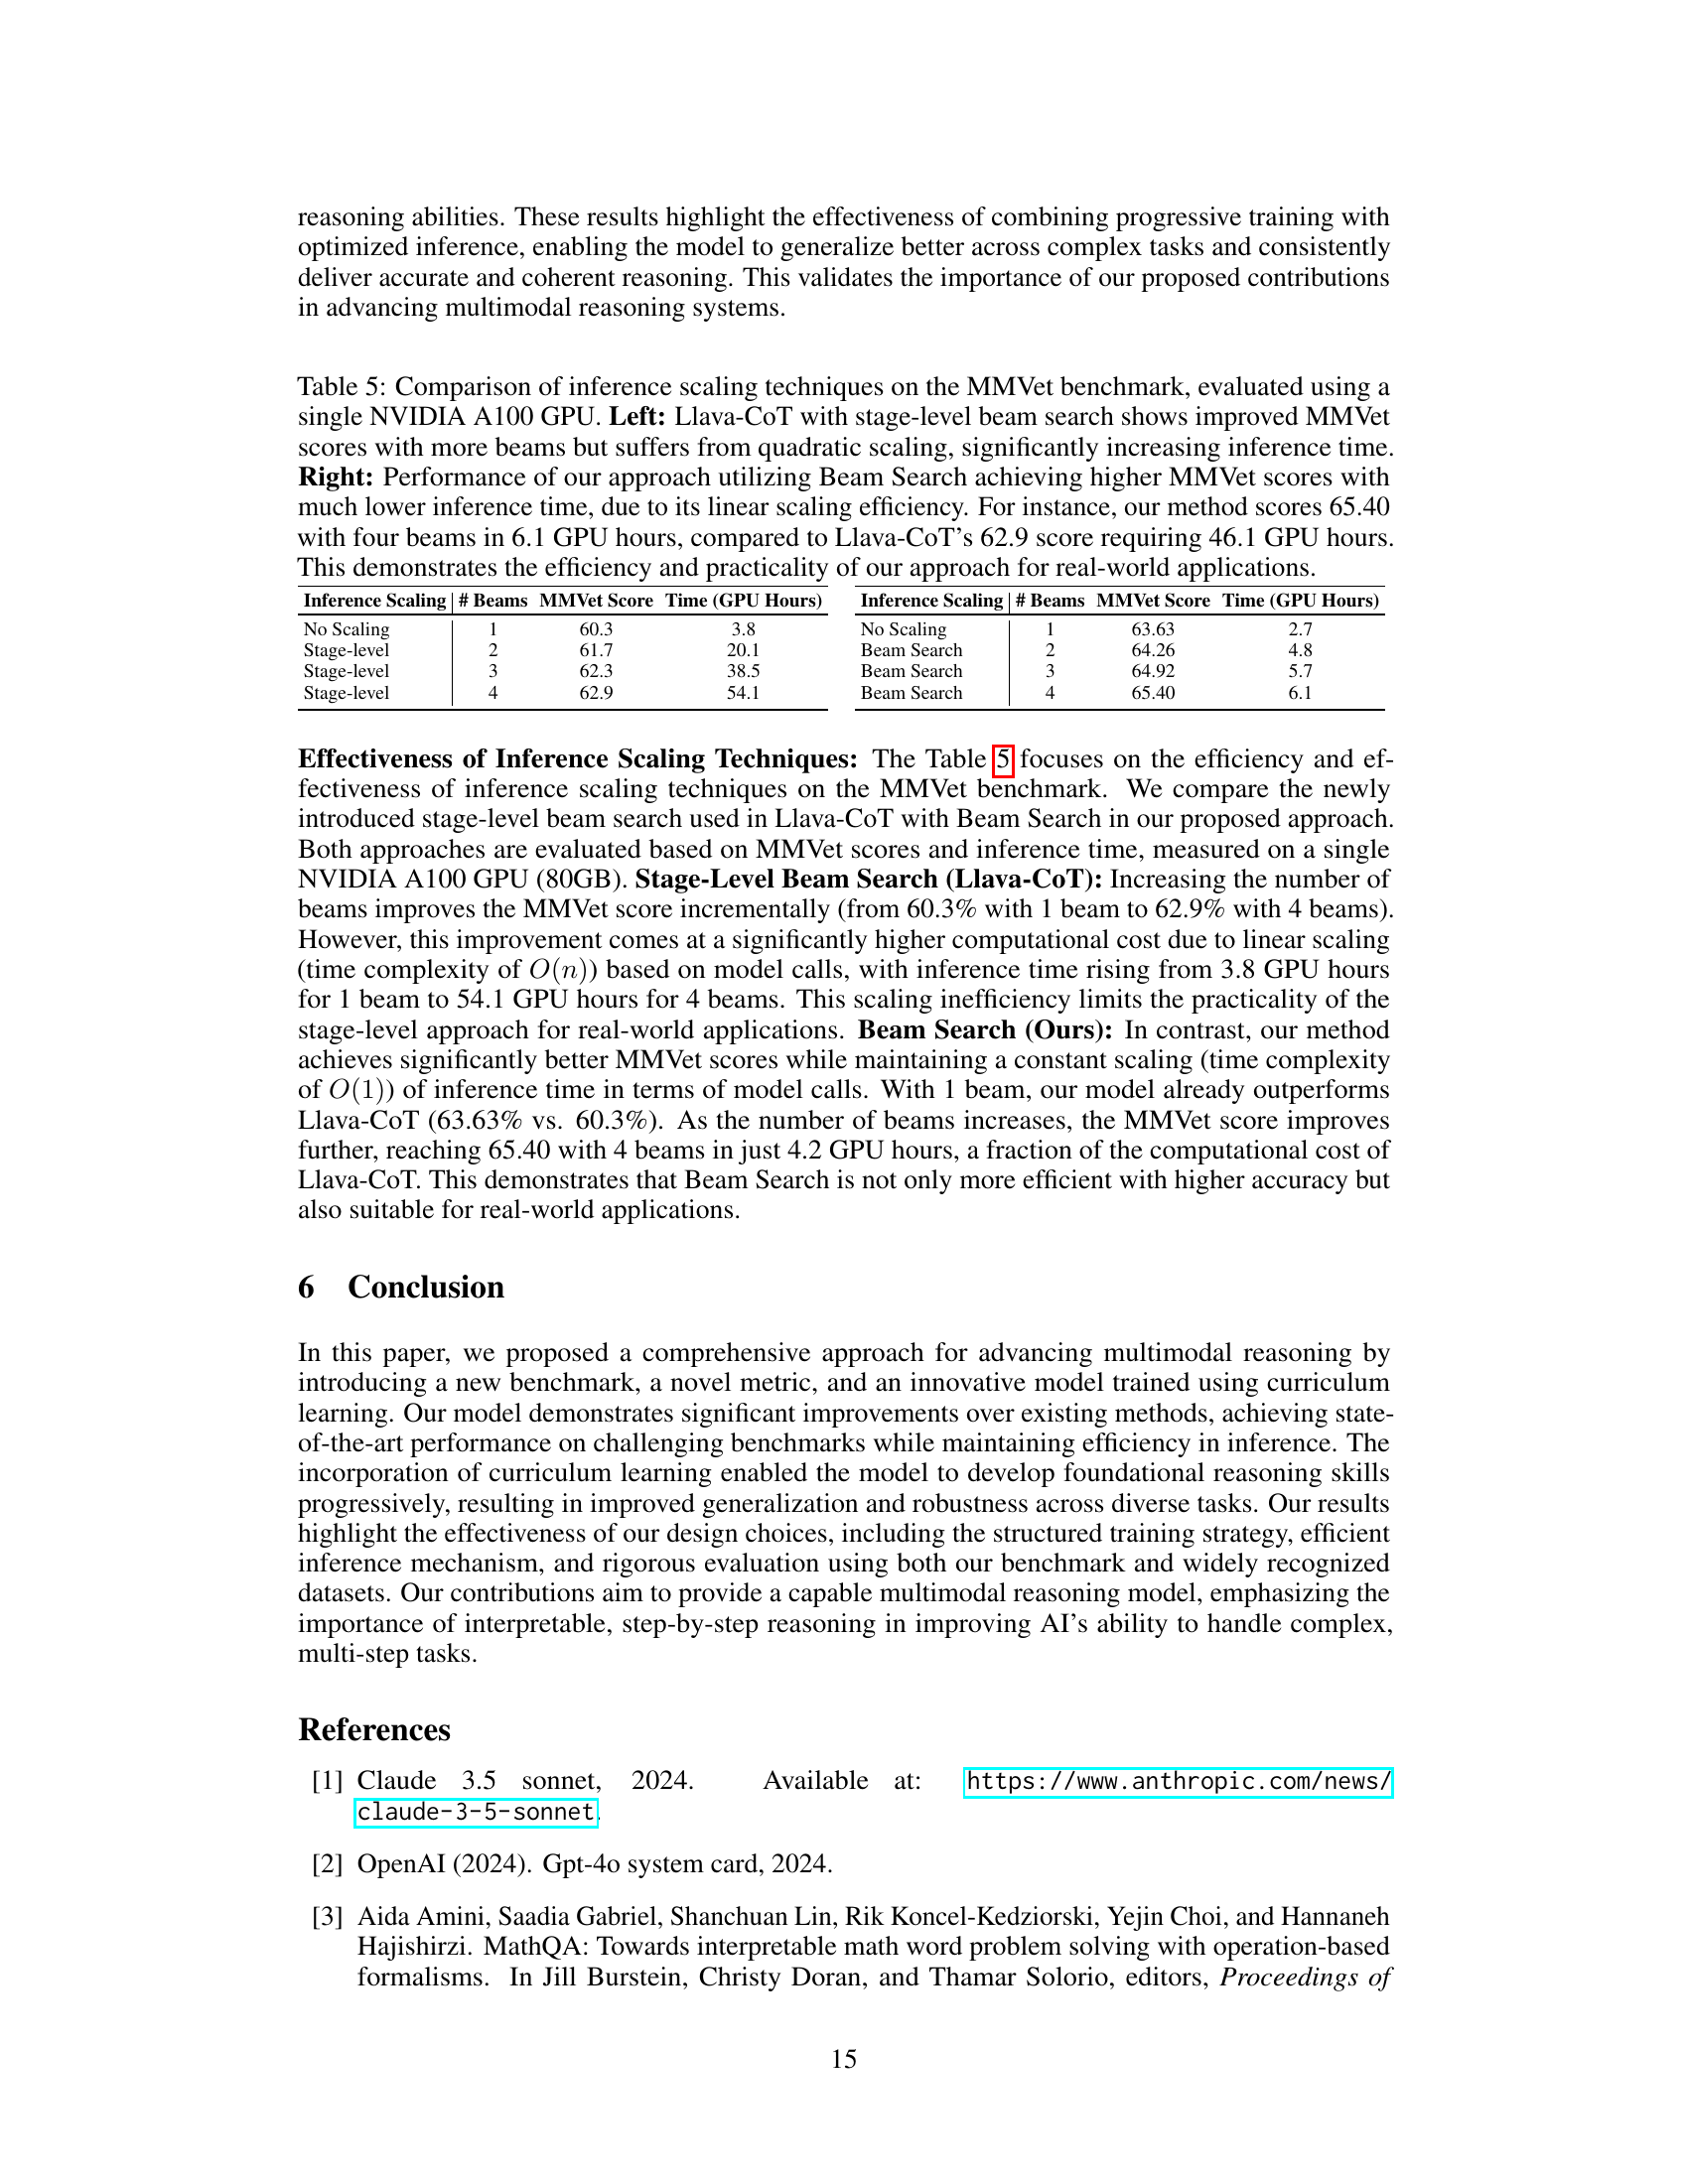 reasoning abilities. These results highlight the effectiveness of combining progressive training with
optimized inference, enabling the model to generalize better across complex tasks and consistently
deliver accurate and coherent reasoning. This validates the importance of our proposed contributions
in advancing multimodal reasoning systems.
Table 5: Comparison of inference scaling techniques on the MMVet benchmark, evaluated using a
single NVIDIA A100 GPU. Left: Llava-CoT with stage-level beam search shows improved MMVet
scores with more beams but suffers from quadratic scaling, significantly increasing inference time.
Right: Performance of our approach utilizing Beam Search achieving higher MMVet scores with
much lower inference time, due to its linear scaling efficiency. For instance, our method scores 65.40
with four beams in 6.1 GPU hours, compared to Llava-CoT's 62.9 score requiring 46.1 GPU hours.
This demonstrates the efficiency and practicality of our approach for real-world applications.
Inference Scaling # Beams MMVet Score Time (GPU Hours)
No Scaling 1 60.3 3.8
Stage-level 2 61.7 20.1
Stage-level 3 62.3 38.5
Stage-level 4 62.9 54.1
Inference Scaling # Beams MMVet Score Time (GPU Hours)
No Scaling 1 63.63 2.7
Beam Search 2 64.26 4.8
Beam Search 3 64.92 5.7
Beam Search 4 65.40 6.1
Effectiveness of Inference Scaling Techniques: The Table 5 focuses on the efficiency and ef-
fectiveness of inference scaling techniques on the MMVet benchmark. We compare the newly
introduced stage-level beam search used in Llava-CoT with Beam Search in our proposed approach.
Both approaches are evaluated based on MMVet scores and inference time, measured on a single
NVIDIA A100 GPU (80GB). Stage-Level Beam Search (Llava-CoT): Increasing the number of
beams improves the MMVet score incrementally (from 60.3% with 1 beam to 62.9% with 4 beams).
However, this improvement comes at a significantly higher computational cost due to linear scaling
(time complexity of O(n)) based on model calls, with inference time rising from 3.8 GPU hours
for 1 beam to 54.1 GPU hours for 4 beams. This scaling inefficiency limits the practicality of the
stage-level approach for real-world applications. Beam Search (Ours): In contrast, our method
achieves significantly better MMVet scores while maintaining a constant scaling (time complexity
of O(1)) of inference time in terms of model calls. With 1 beam, our model already outperforms
Llava-CoT (63.63% vs. 60.3%). As the number of beams increases, the MMVet score improves
further, reaching 65.40 with 4 beams in just 4.2 GPU hours, a fraction of the computational cost of
Llava-CoT. This demonstrates that Beam Search is not only more efficient with higher accuracy but
also suitable for real-world applications.
6 Conclusion
In this paper, we proposed a comprehensive approach for advancing multimodal reasoning by
introducing a new benchmark, a novel metric, and an innovative model trained using curriculum
learning. Our model demonstrates significant improvements over existing methods, achieving state-
of-the-art performance on challenging benchmarks while maintaining efficiency in inference. The
incorporation of curriculum learning enabled the model to develop foundational reasoning skills
progressively, resulting in improved generalization and robustness across diverse tasks. Our results
highlight the effectiveness of our design choices, including the structured training strategy, efficient
inference mechanism, and rigorous evaluation using both our benchmark and widely recognized
datasets. Our contributions aim to provide a capable multimodal reasoning model, emphasizing the
importance of interpretable, step-by-step reasoning in improving AI's ability to handle complex,
multi-step tasks.
References
[1] Claude 3.5 sonnet, 2024. Available at: https://www.anthropic.com/news/
claude-3-5-sonnet.
[2] OpenAI (2024). Gpt-4o system card, 2024.
[3] Aida Amini, Saadia Gabriel, Shanchuan Lin, Rik Koncel-Kedziorski, Yejin Choi, and Hannaneh
Hajishirzi. MathQA: Towards interpretable math word problem solving with operation-based
formalisms. In Jill Burstein, Christy Doran, and Thamar Solorio, editors, Proceedings of
15